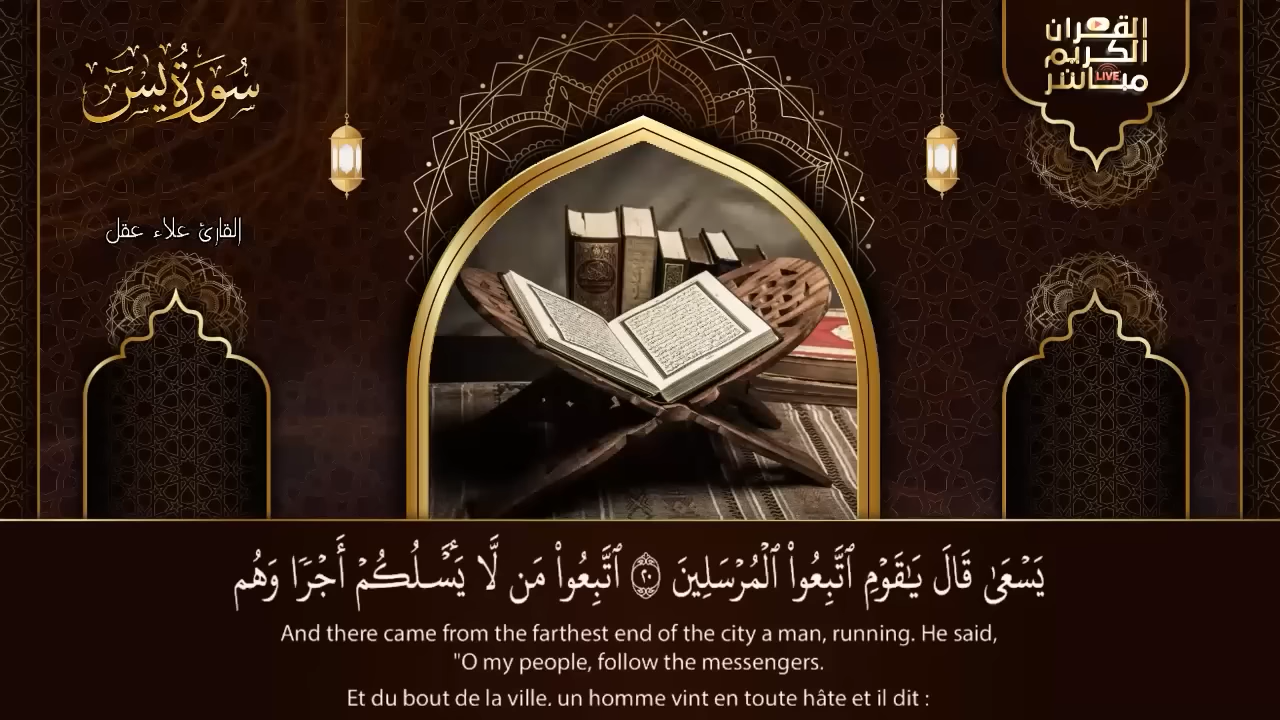 سُورَةُ يس
القرآن
الكريم
مباشر
LIVE
القارئ علاء عقل
يَسْعَىٰ قَالَ يَـٰقَوْمِ ٱتَّبِعُوا۟ ٱلْمُرْسَلِينَ ٢٠ ٱتَّبِعُوا۟ مَن لَّا يَسْـَٔلُكُمْ أَجْرًا وَهُم
And there came from the farthest end of the city a man, running. He said,
"O my people, follow the messengers.
Et du bout de la ville, un homme vint en toute hâte et il dit :